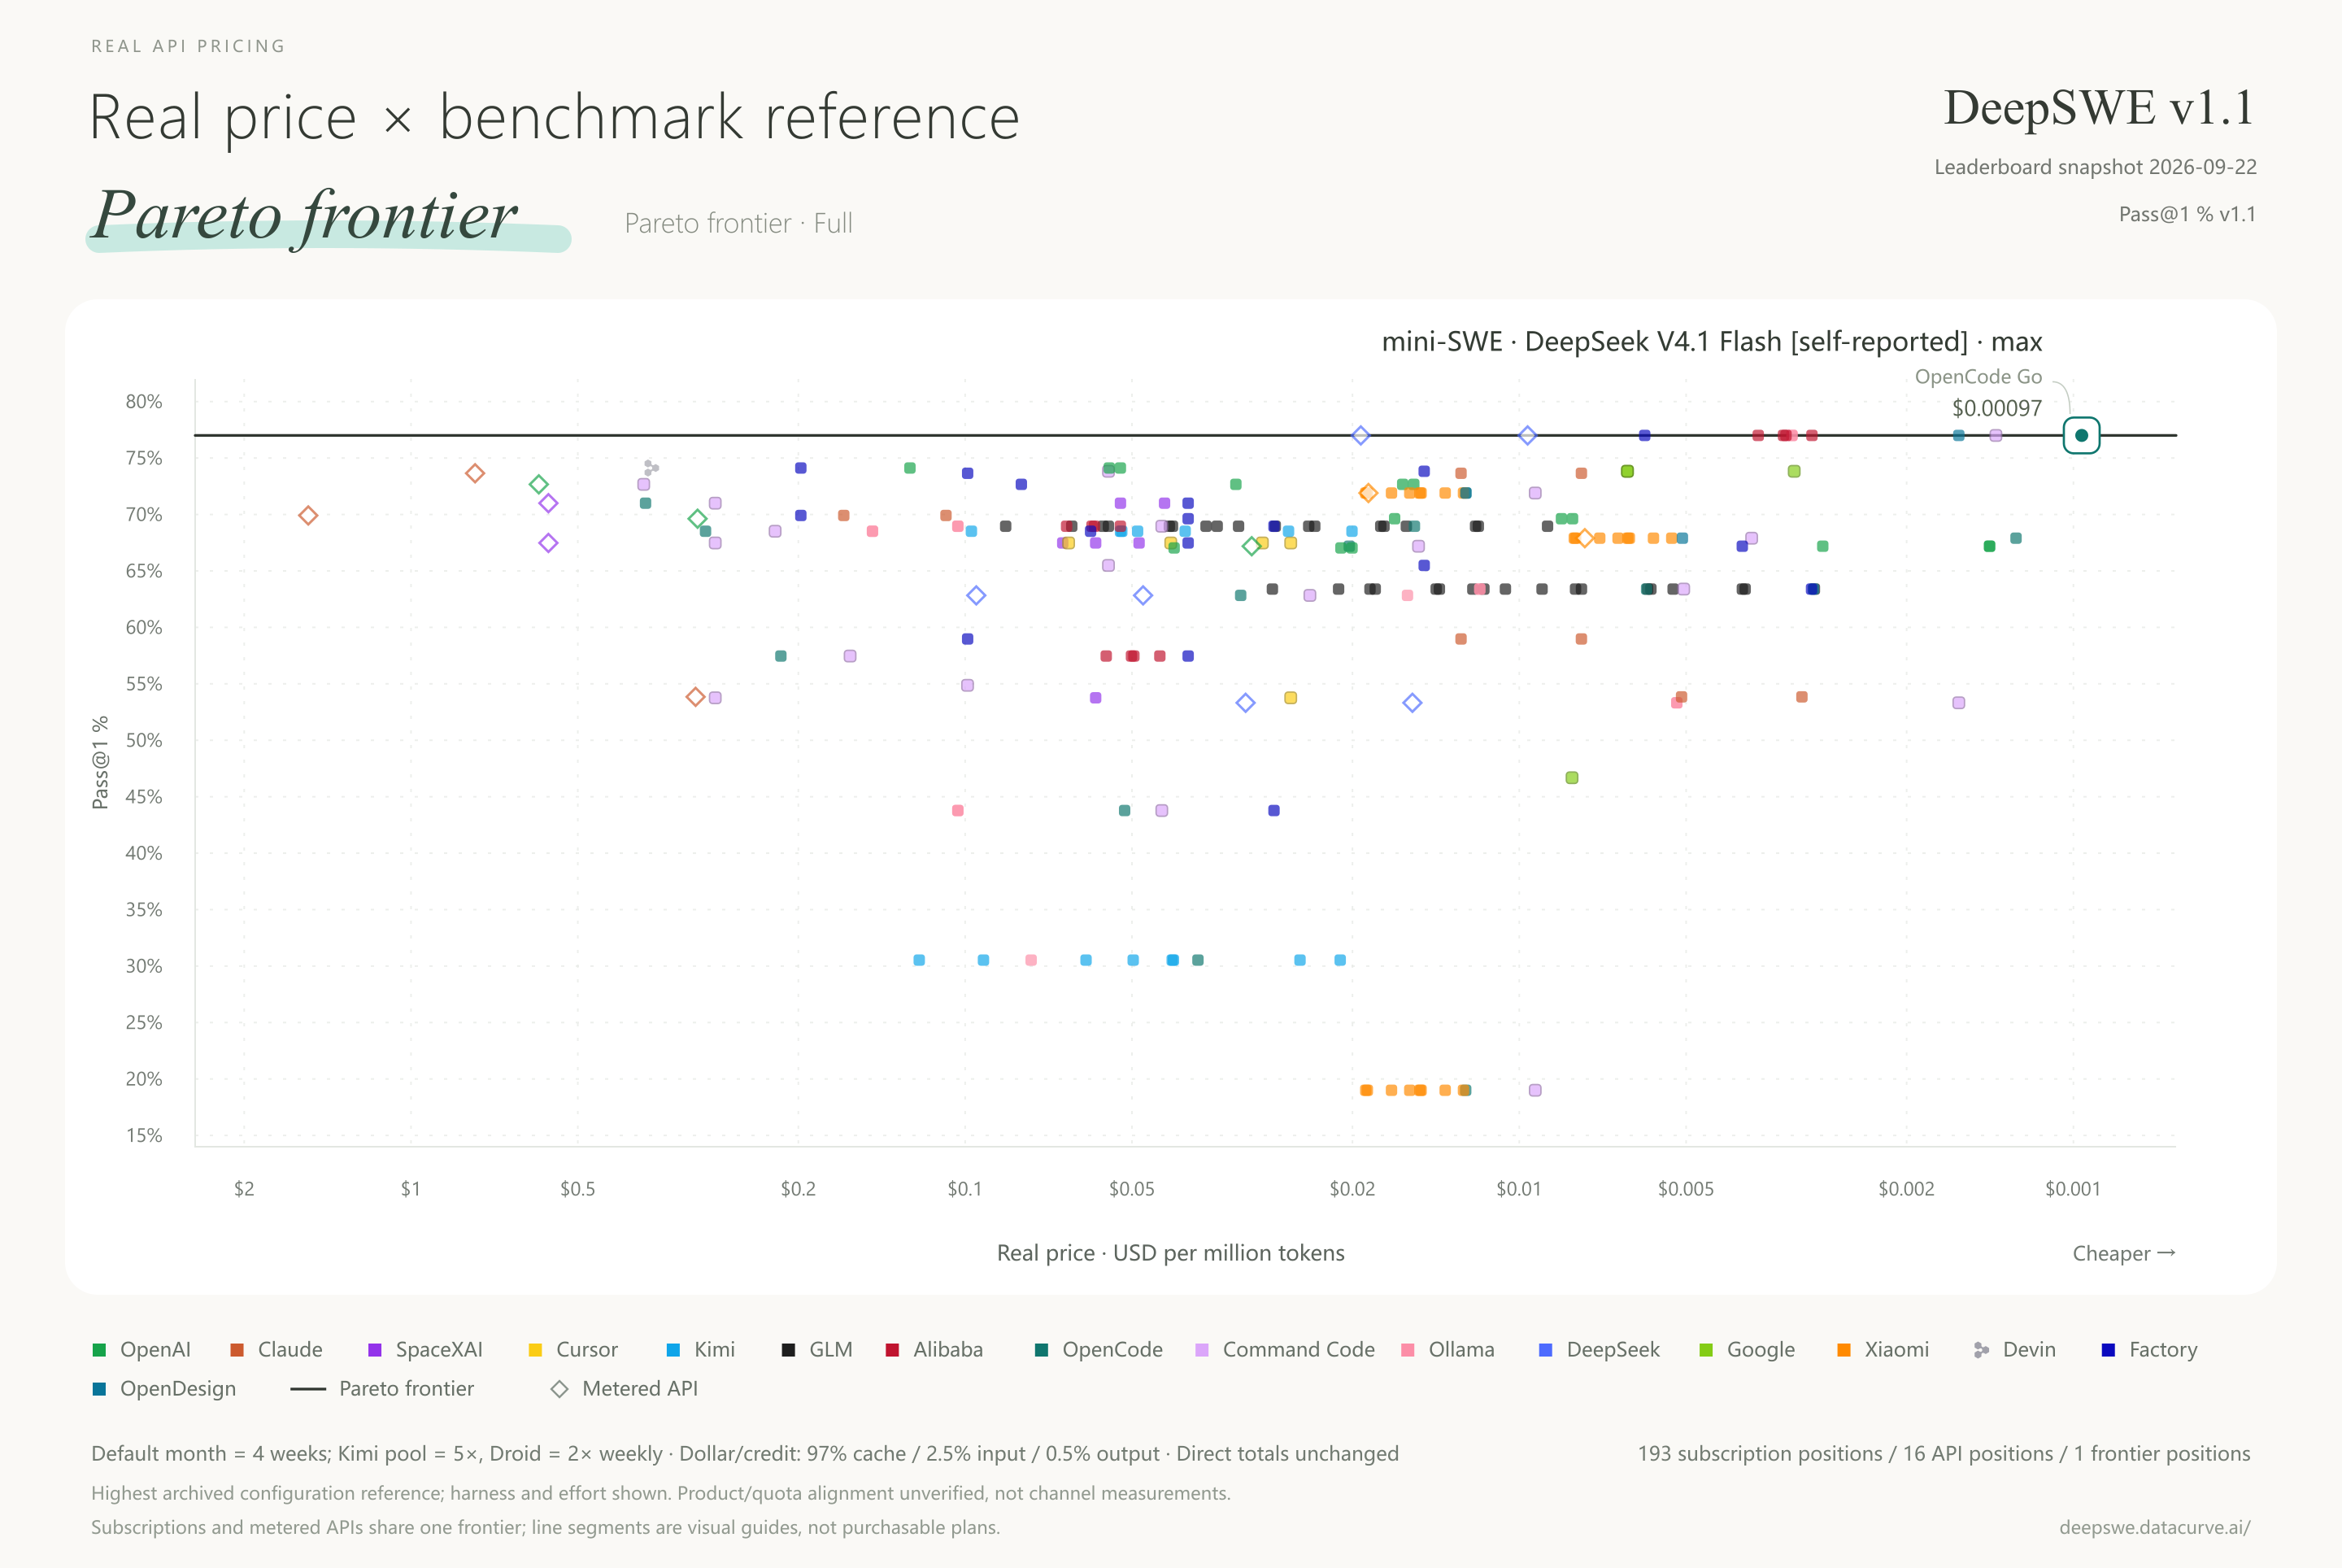 REAL API PRICING
Real price × benchmark reference
Pareto frontier
Pareto frontier · Full
DeepSWE v1.1
Leaderboard snapshot 2026-09-22
Pass@1 % v1.1
mini-SWE · DeepSeek V4.1 Flash [self-reported] · max
OpenCode Go
$0.00097
80%
75%
70%
65%
60%
55%
50%
45%
40%
35%
30%
25%
20%
15%
Pass@1 %
$2 $1 $0.5 $0.2 $0.1 $0.05 $0.02 $0.01 $0.005 $0.002 $0.001
Real price · USD per million tokens
Cheaper →
OpenAI Claude SpaceXAI Cursor Kimi GLM Alibaba OpenCode Command Code Ollama DeepSeek Google Xiaomi Devin Factory
OpenDesign Pareto frontier Metered API
Default month = 4 weeks; Kimi pool = 5×, Droid = 2× weekly · Dollar/credit: 97% cache / 2.5% input / 0.5% output · Direct totals unchanged
193 subscription positions / 16 API positions / 1 frontier positions
Highest archived configuration reference; harness and effort shown. Product/quota alignment unverified, not channel measurements.
Subscriptions and metered APIs share one frontier; line segments are visual guides, not purchasable plans.
deepswe.datacurve.ai/